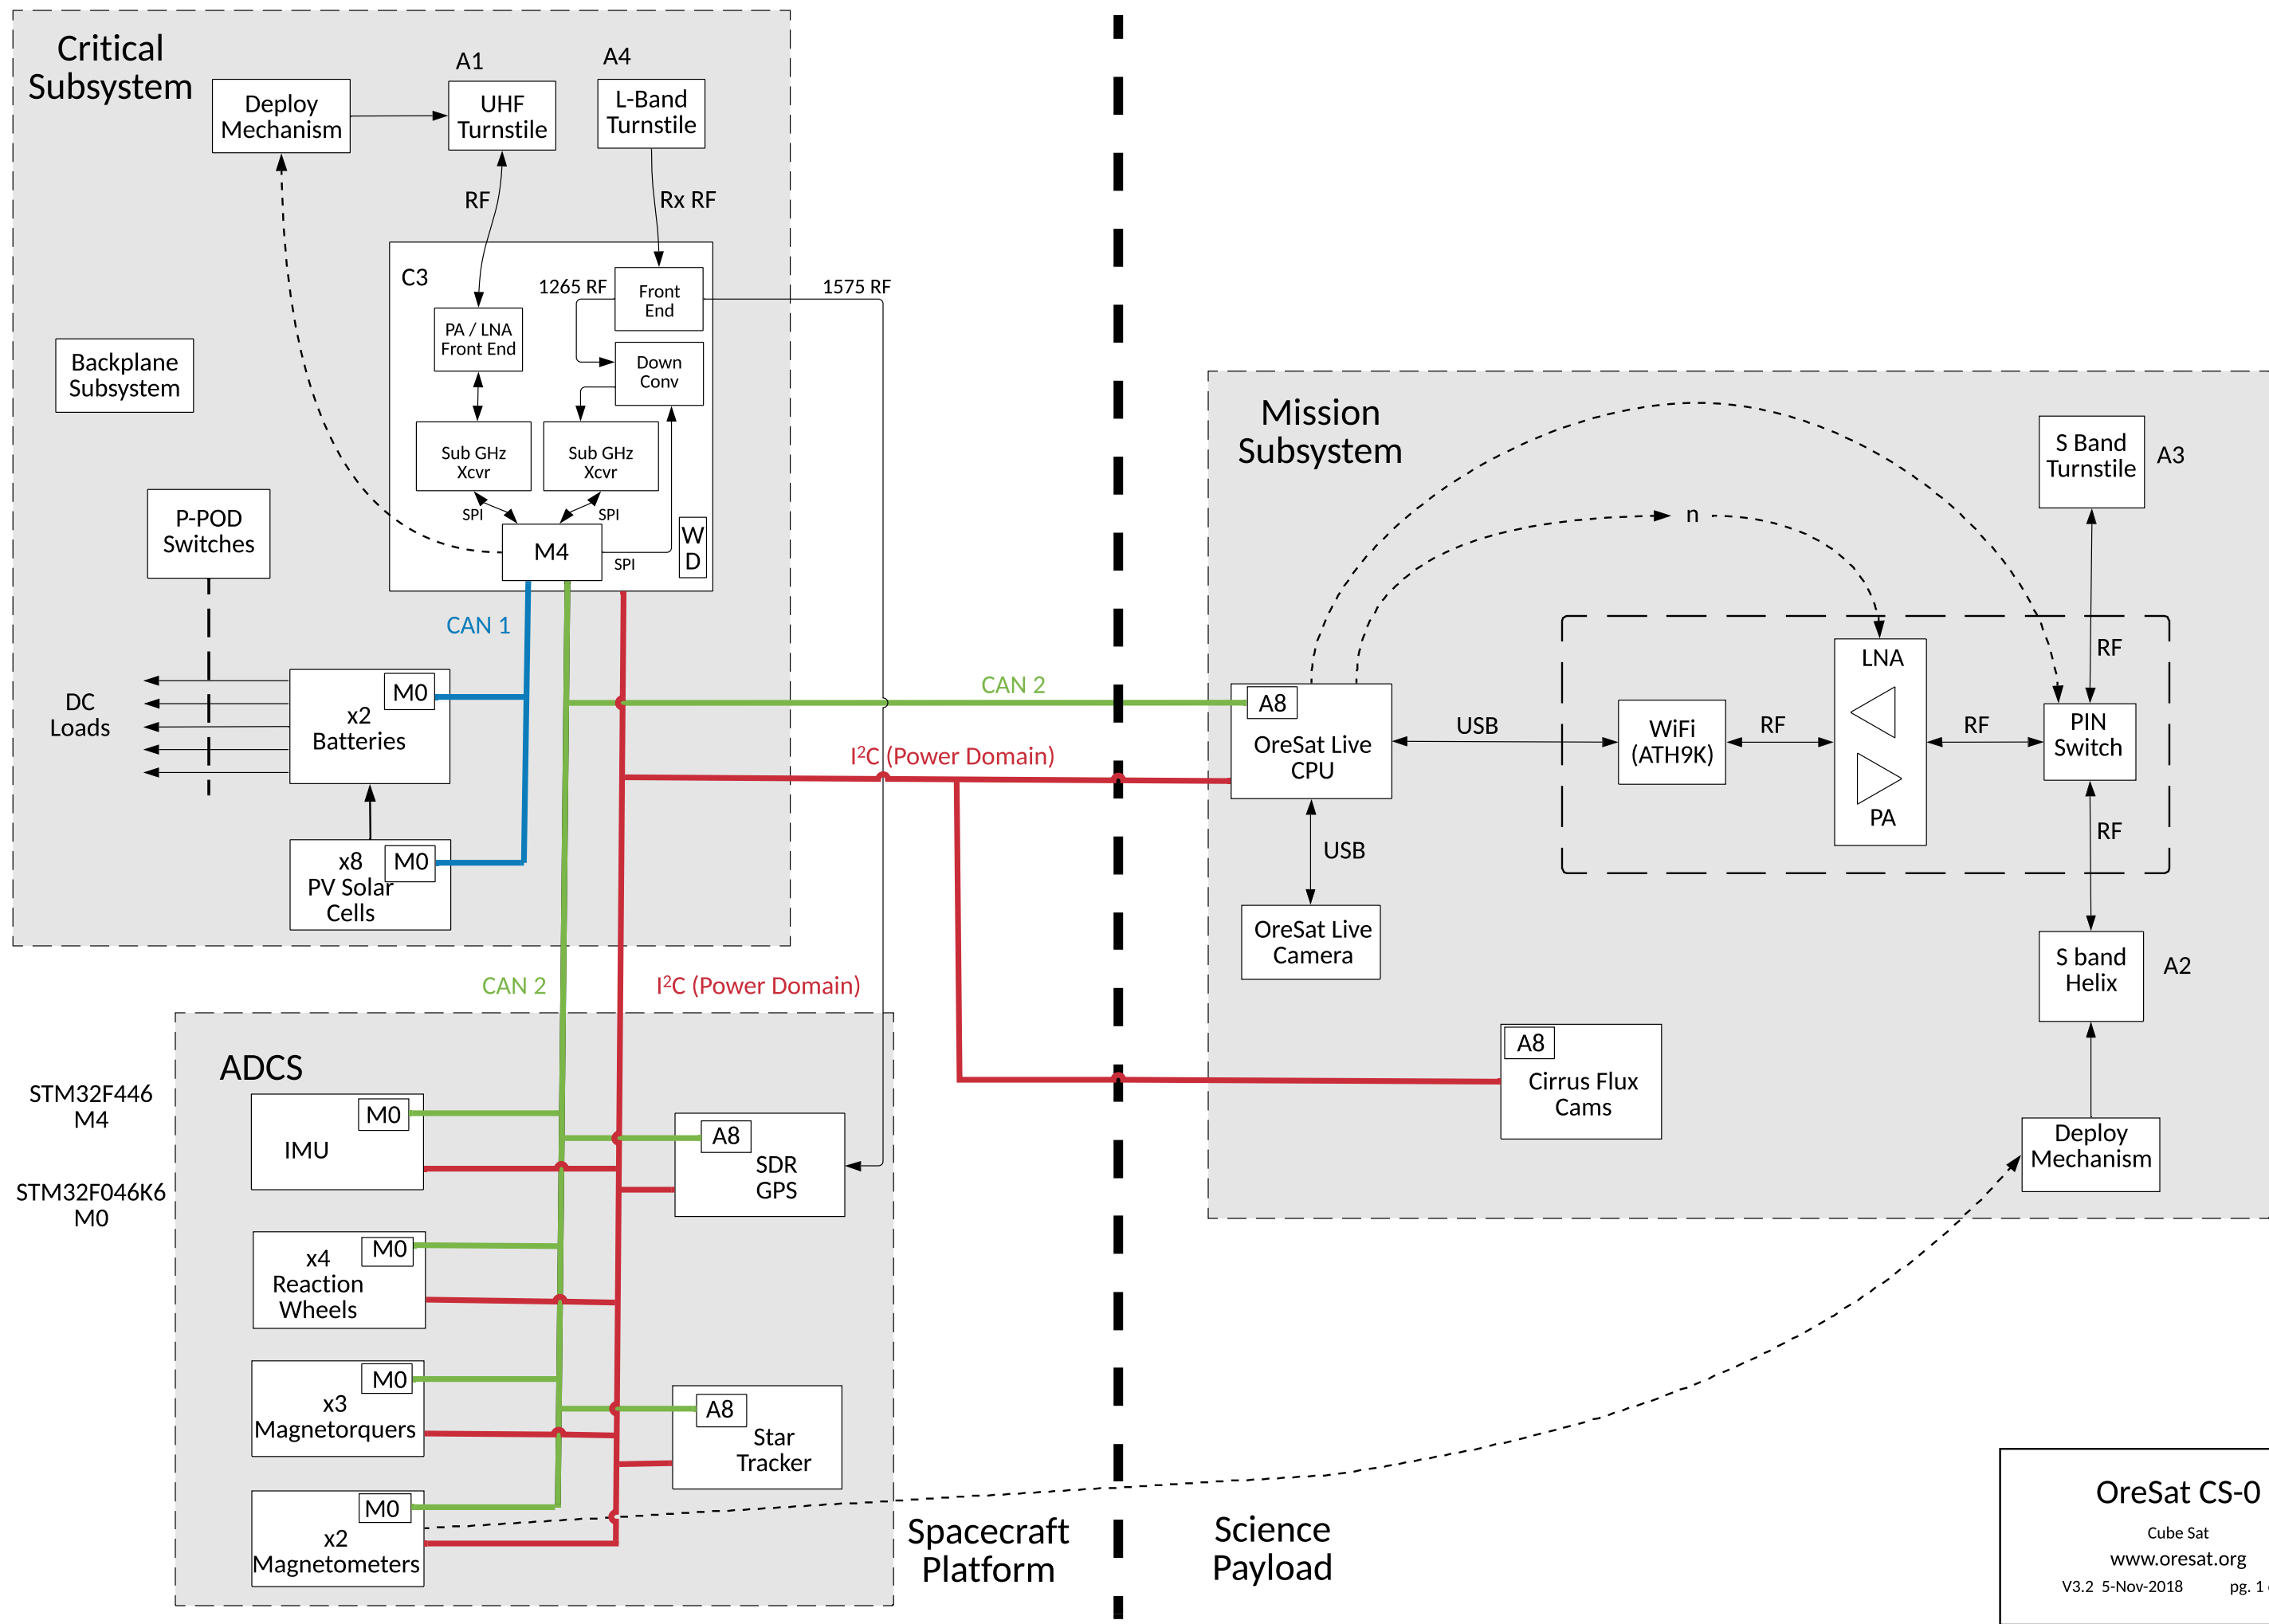 Critical
Subsystem
A1
A4
Deploy
Mechanism
UHF
Turnstile
L-Band
Turnstile
RF
Rx RF
C3
1265 RF
Front
End
1575 RF
PA / LNA
Front End
Down
Conv
Backplane
Subsystem
Sub GHz
Xcvr
Sub GHz
Xcvr
SPI
SPI
P-POD
Switches
M4
SPI
W
D
CAN 1
DC
Loads
M0
x2
Batteries
M0
x8
PV Solar
Cells
CAN 2
I²C (Power Domain)
CAN 2
I²C (Power Domain)
ADCS
STM32F446
M4
STM32F046K6
M0
M0
IMU
A8
SDR
GPS
M0
x4
Reaction
Wheels
M0
x3
Magnetorquers
A8
Star
Tracker
M0
x2
Magnetometers
Spacecraft
Platform
Science
Payload
Mission
Subsystem
S Band
Turnstile
A3
n
RF
A8
OreSat Live
CPU
USB
WiFi
(ATH9K)
RF
LNA
PA
RF
PIN
Switch
RF
USB
OreSat Live
Camera
S band
Helix
A2
A8
Cirrus Flux
Cams
Deploy
Mechanism
OreSat CS-0
Cube Sat
www.oresat.org
V3.2 5-Nov-2018 pg. 1